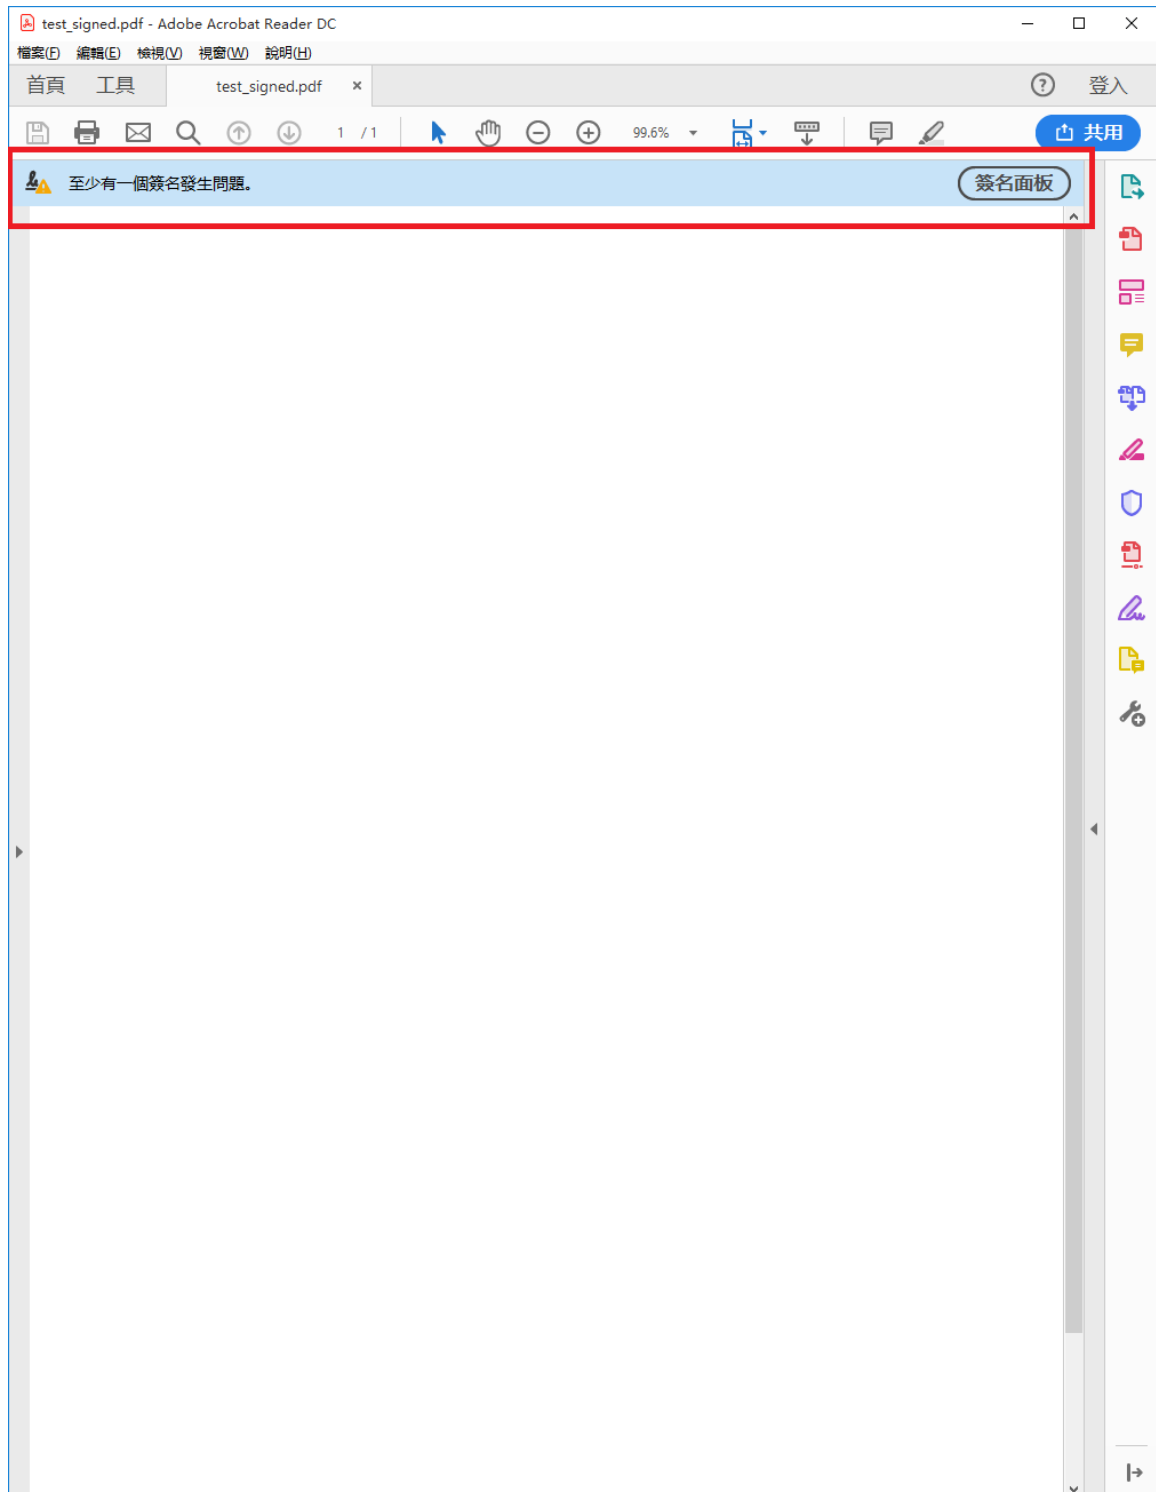 test_signed.pdf - Adobe Acrobat Reader DC
檔案(F) 編輯(E) 檢視(V) 視窗(W) 說明(H)
首頁 工具 test_signed.pdf × ? 登入
1 / 1 99.6% 共用
至少有一個簽名發生問題。 簽名面板